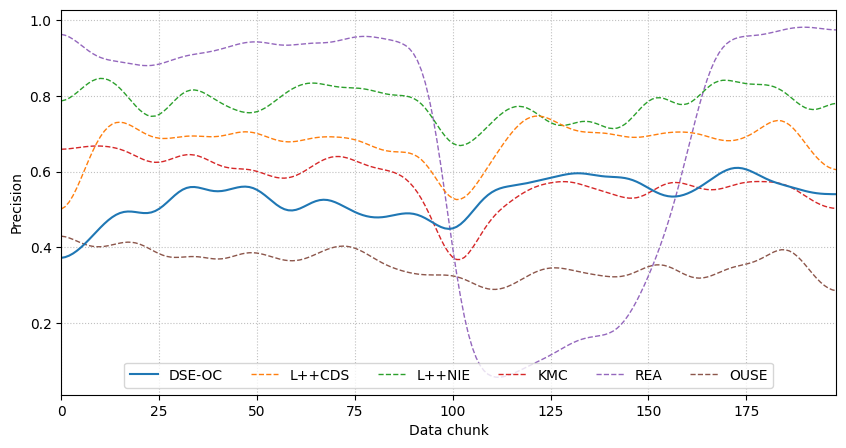 1.0
0.8
0.6
0.4
0.2
Precision
DSE-OC L++CDS L++NIE KMC REA OUSE
0 25 50 75 100 125 150 175
Data chunk